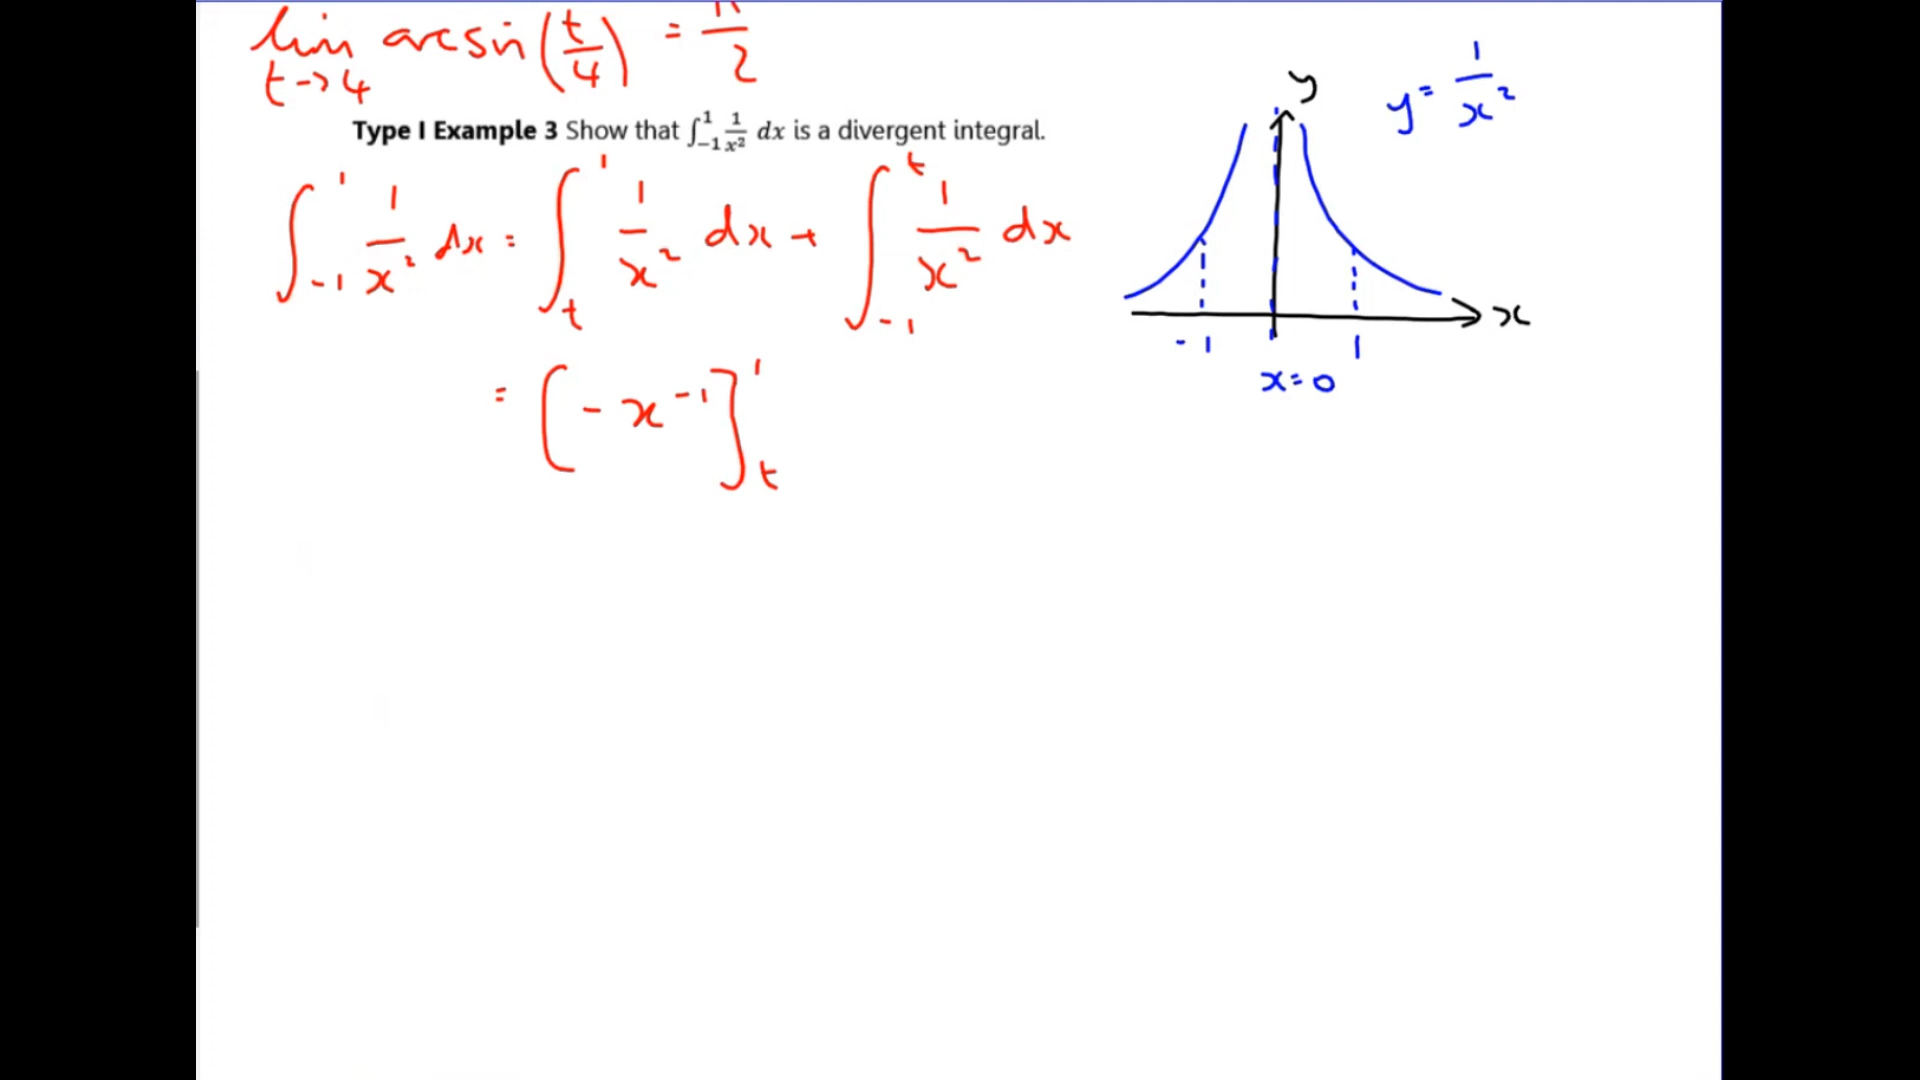 lim t→4 arcsin(t/4) = π/2
y
y = 1/x²
Type I Example 3 Show that ∫₋₁¹ 1/x² dx is a divergent integral.
∫₋₁¹ 1/x² dx = ∫ₜ¹ 1/x² dx + ∫₋₁ᵗ 1/x² dx
x
-1 1
x=0
= [-x⁻¹]ₜ¹